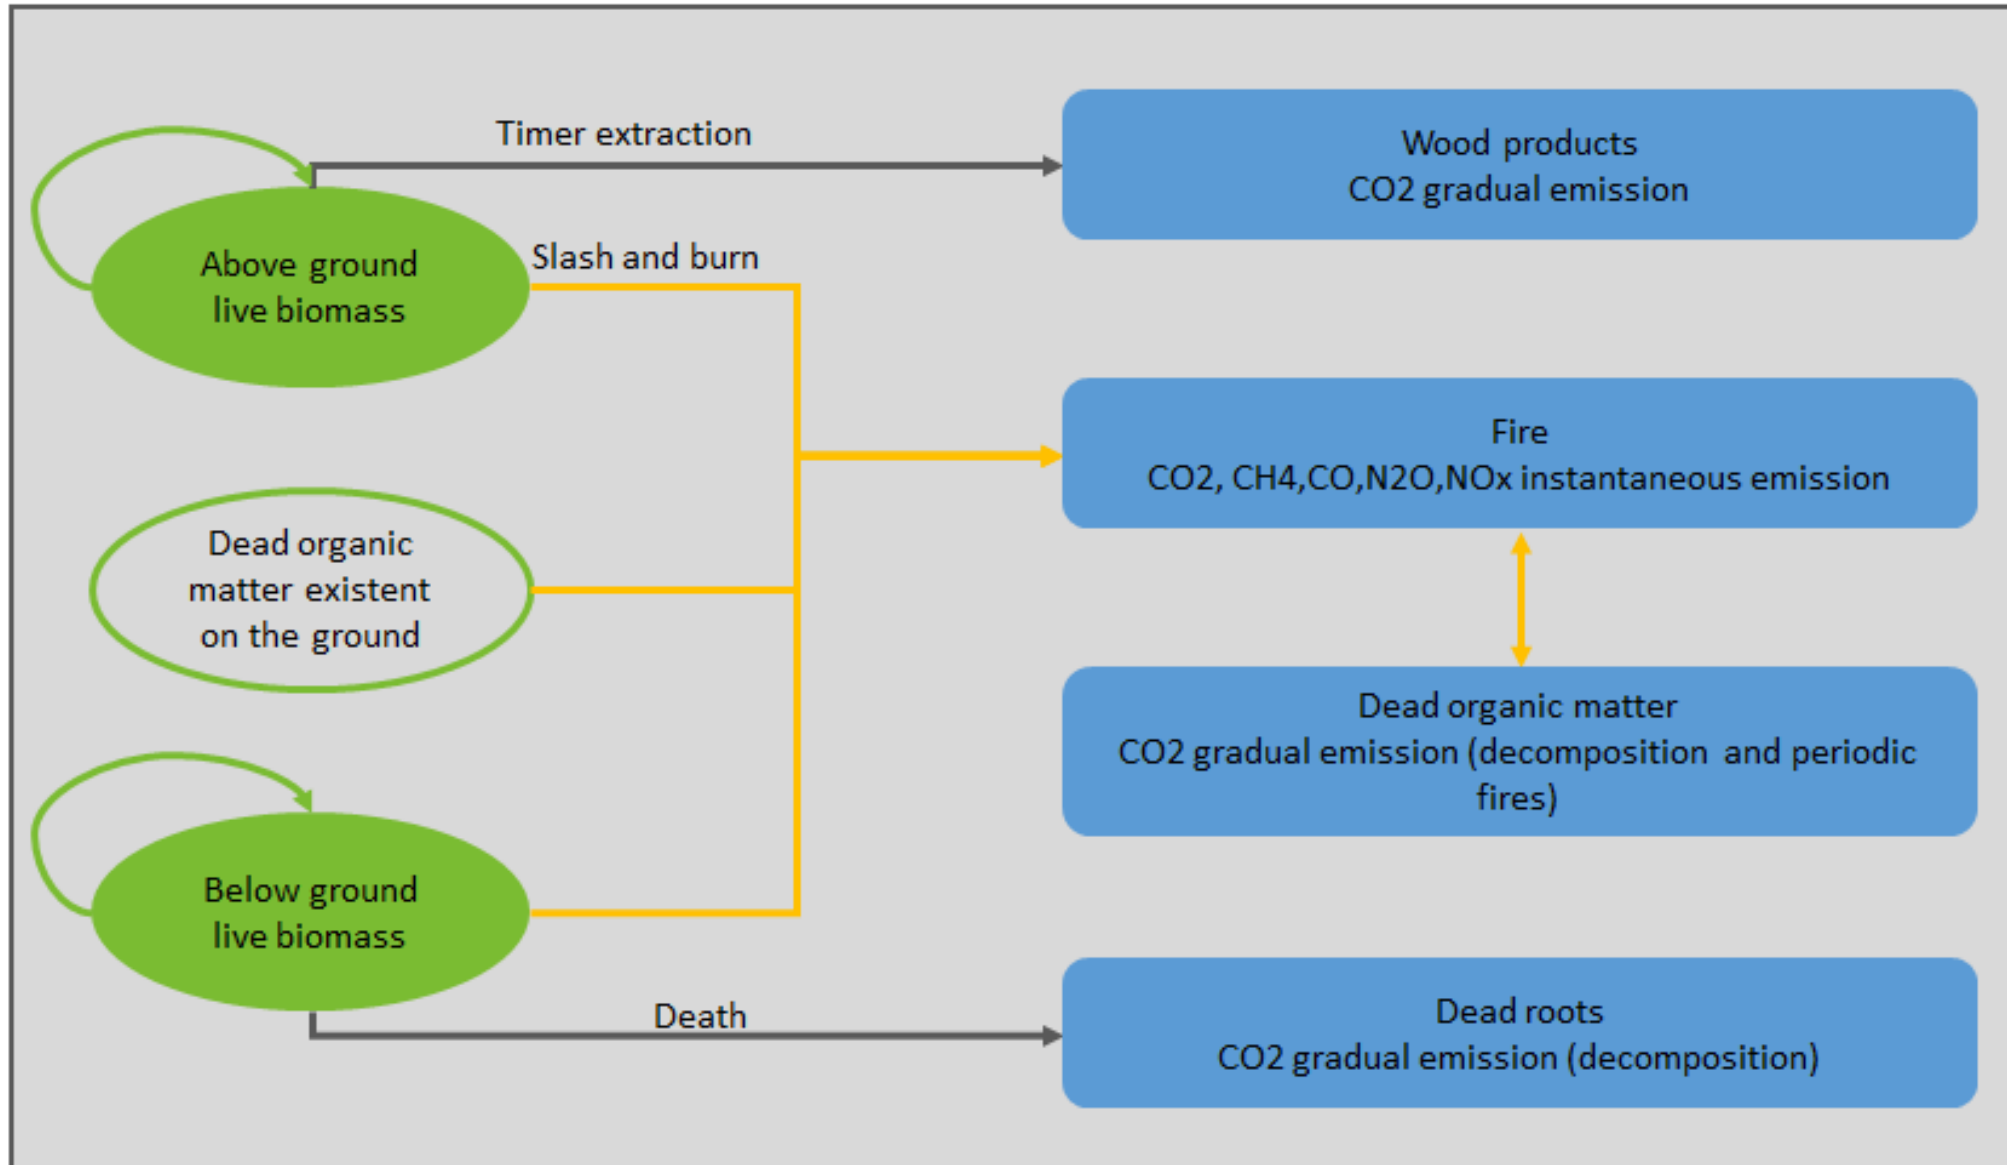 Timer extraction
Wood products
CO2 gradual emission
Above ground
live biomass
Slash and burn
Fire
CO2, CH4,CO,N2O,NOx instantaneous emission
Dead organic
matter existent
on the ground
Dead organic matter
CO2 gradual emission (decomposition and periodic
fires)
Below ground
live biomass
Death
Dead roots
CO2 gradual emission (decomposition)